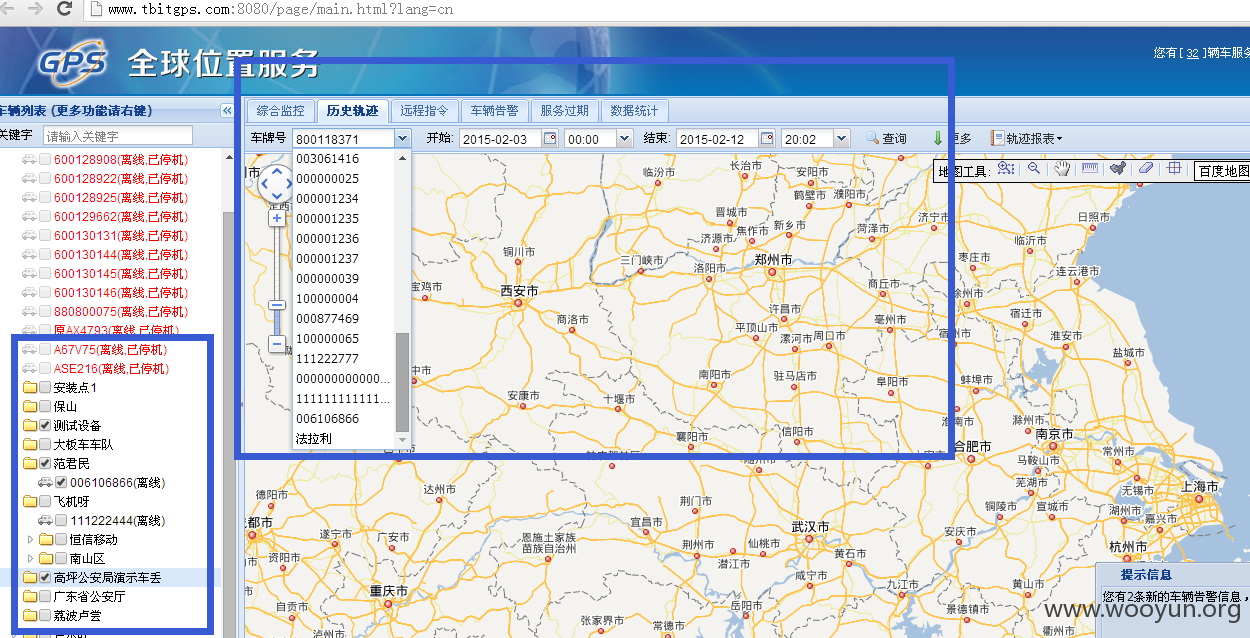 www.tbitgps.com:8080/page/main.html?lang=cn
GPS 全球位置服务
您有[ 32 ]辆车服务
车辆列表 (更多功能请右键)
综合监控 历史轨迹 远程指令 车辆告警 服务过期 数据统计
关键字 请输入关键字
车牌号 800118371 开始: 2015-02-03 00:00 结束: 2015-02-12 20:02 查询 更多 轨迹报表
地图工具: 百度地图
600128908(离线,已停机)
600128922(离线,已停机)
600128925(离线,已停机)
600129662(离线,已停机)
600130131(离线,已停机)
600130144(离线,已停机)
600130145(离线,已停机)
600130146(离线,已停机)
880800075(离线,已停机)
原AX4793(离线,已停机)
A67V75(离线,已停机)
ASE216(离线,已停机)
安装点1
保山
测试设备
大板车车队
范君民
006106866(离线)
飞机呀
111222444(离线)
恒信移动
南山区
高坪公安局演示车丢
广东省公安厅
荔波卢尝
003061416
000000025
000001234
000001235
000001236
000001237
000000039
100000004
000877469
100000065
111222777
000000000000...
111111111111...
006106866
法拉利
临汾市
长治市
安阳市
鹤壁市
濮阳市
晋城市
焦作市
新乡市
济源市
菏泽市
济宁市
日照市
临沂市
枣庄市
连云港市
铜川市
三门峡市
洛阳市
郑州市
宝鸡市
西安市
商丘市
徐州市
宿迁市
商洛市
许昌市
平顶山市
漯河市
周口市
亳州市
淮安市
盐城市
南阳市
驻马店市
阜阳市
蚌埠市
安康市
十堰市
信阳市
襄阳市
滁州市
南京市
合肥市
马鞍山市
常州市
芜湖市
无锡市
上海市
德阳市
达州市
荆门市
宜昌市
铜陵市
宣城市
湖州市
嘉兴市
成都市
遂宁市
广安市
恩施土家族
苗族自治州
武汉市
安庆市
杭州市
资阳市
荆州市
仙桃市
潜江市
黄石市
重庆市
咸宁市
九江市
黄山市
自贡市
岳阳市
景德镇市
泸州市
张家界市
常德市
衢州市
提示信息
您有2条新的车辆告警信息,
www.wooyun.org